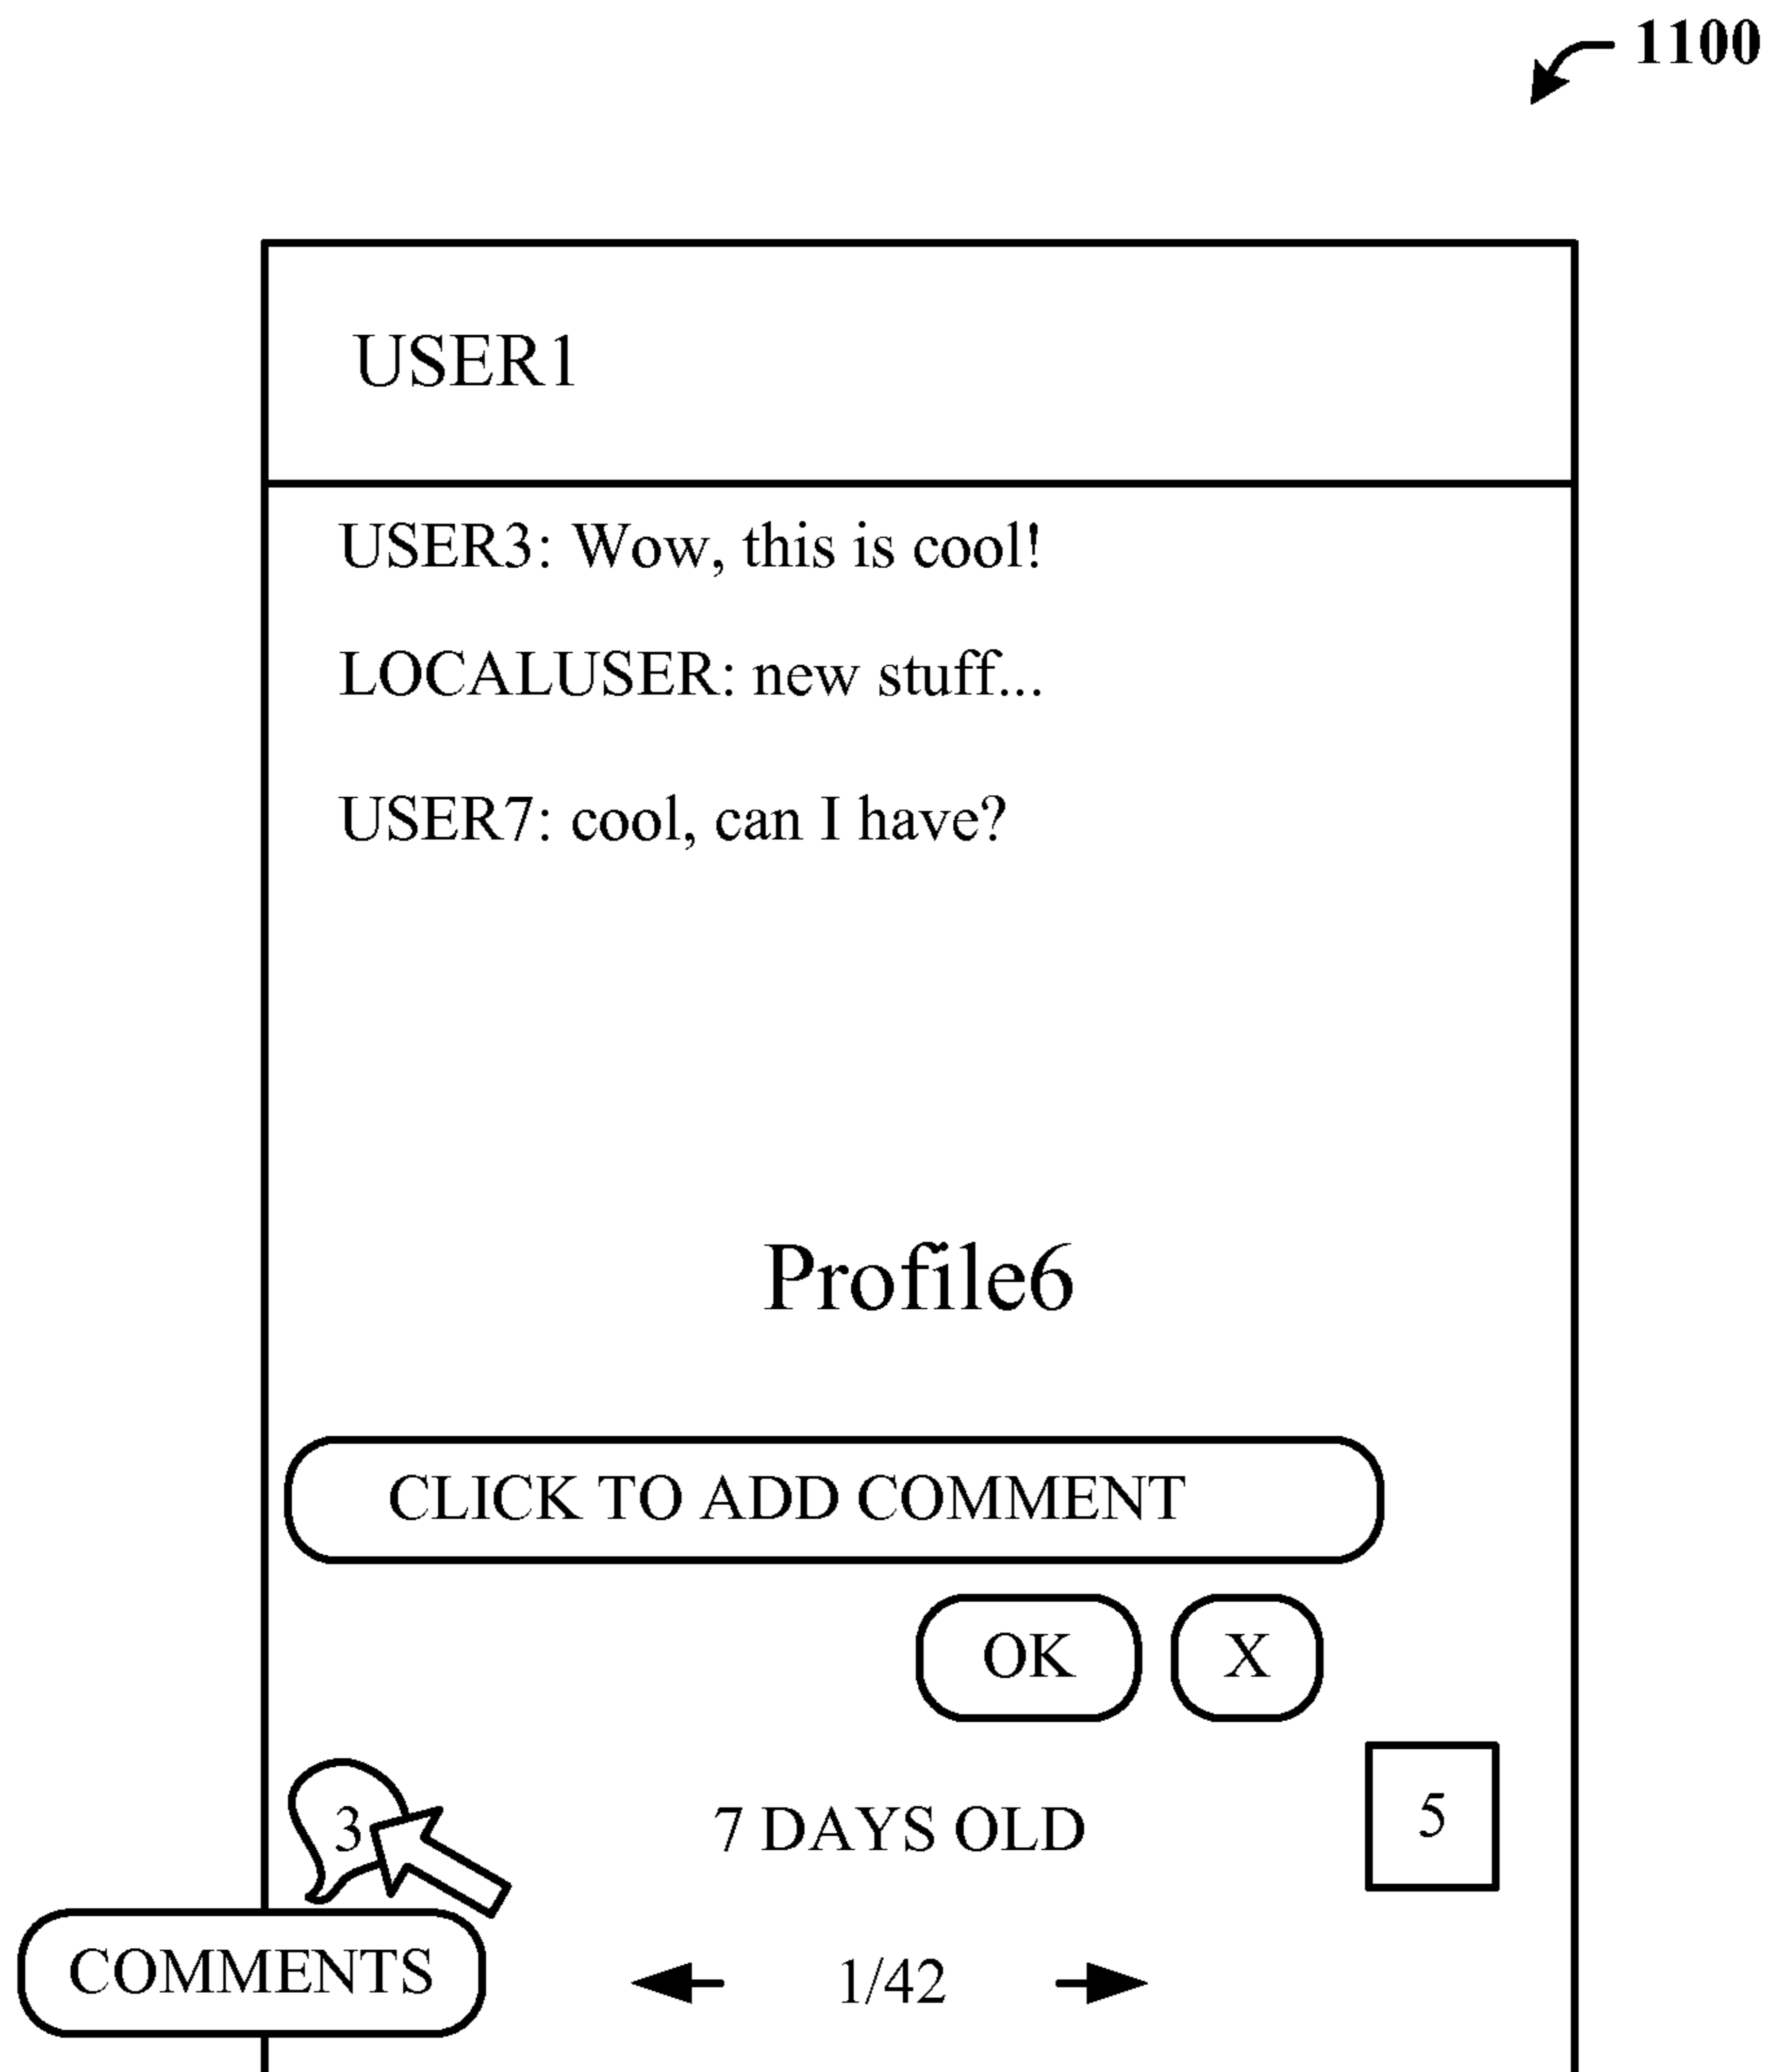 1100
USER1
USER3: Wow, this is cool!
LOCALUSER: new stuff...
USER7: cool, can I have?
Profile6
CLICK TO ADD COMMENT
OK X
3 7 DAYS OLD 5
COMMENTS 1/42